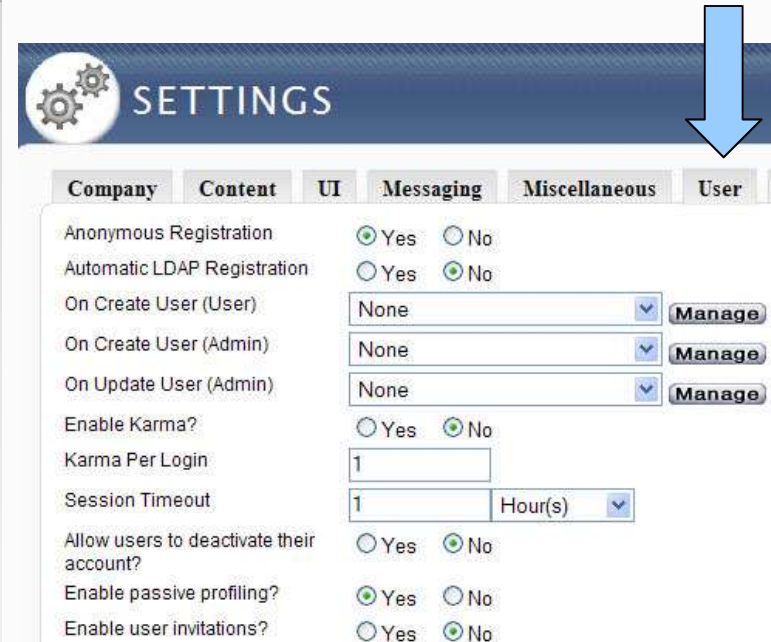 SETTINGS
Company Content UI Messaging Miscellaneous User
Anonymous Registration Yes No
Automatic LDAP Registration Yes No
On Create User (User) None Manage
On Create User (Admin) None Manage
On Update User (Admin) None Manage
Enable Karma? Yes No
Karma Per Login 1
Session Timeout 1 Hour(s)
Allow users to deactivate their Yes No
account?
Enable passive profiling? Yes No
Enable user invitations? Yes No